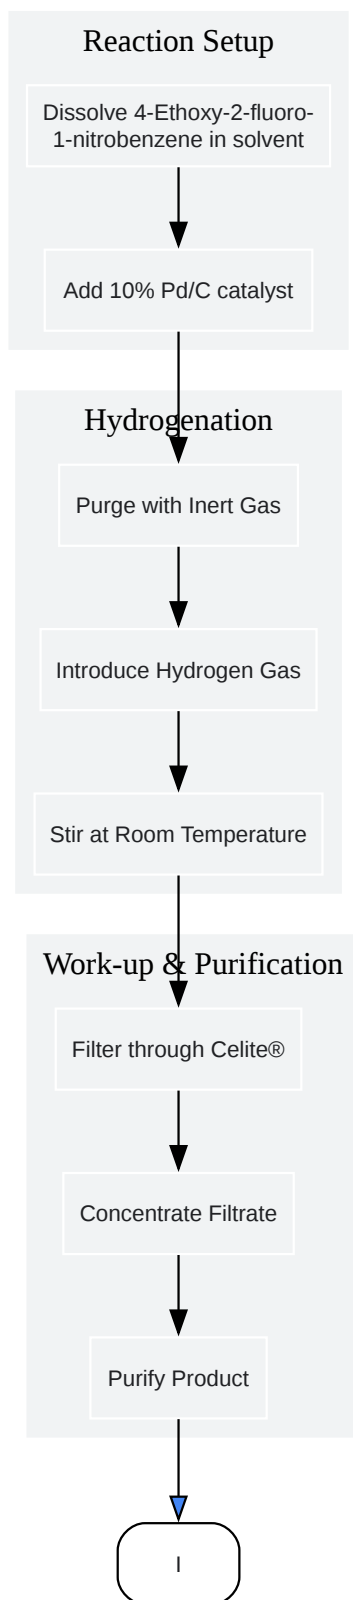 Reaction Setup
Dissolve 4-Ethoxy-2-fluoro-
1-nitrobenzene in solvent
Add 10% Pd/C catalyst
Hydrogenation
Purge with Inert Gas
Introduce Hydrogen Gas
Stir at Room Temperature
Work-up & Purification
Filter through Celite®
Concentrate Filtrate
Purify Product
I